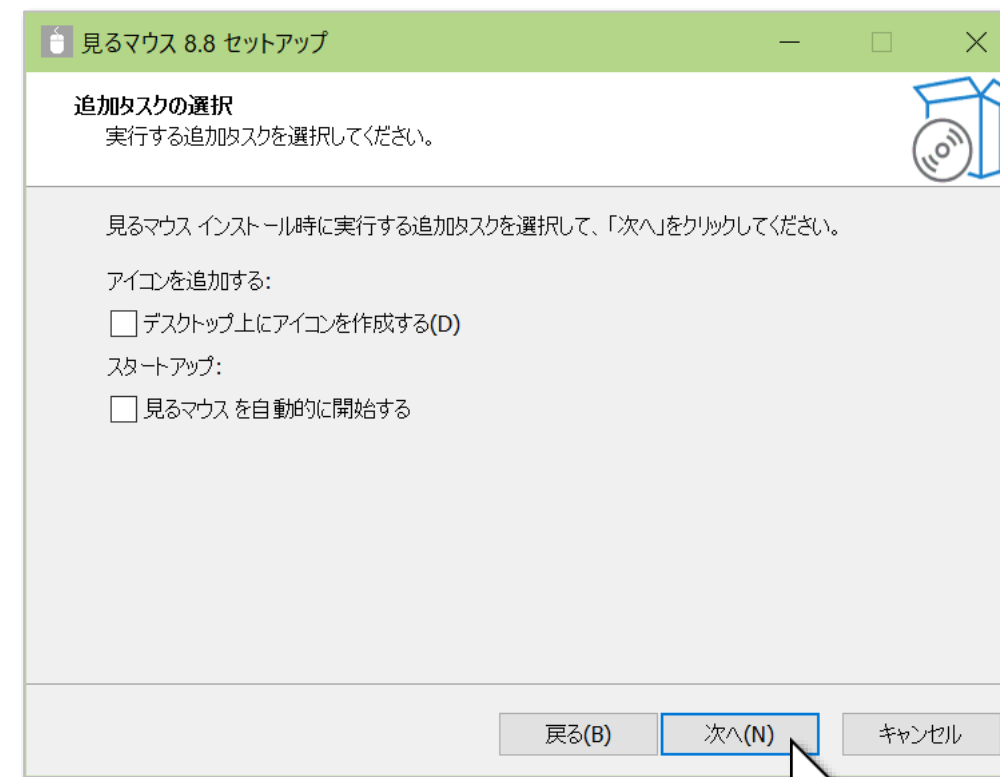 見るマウス 8.8 セットアップ
追加タスクの選択
実行する追加タスクを選択してください。
見るマウス インストール時に実行する追加タスクを選択して、「次へ」をクリックしてください。
アイコンを追加する:
デスクトップ上にアイコンを作成する(D)
スタートアップ:
見るマウス を自動的に開始する
戻る(B) 次へ(N) キャンセル